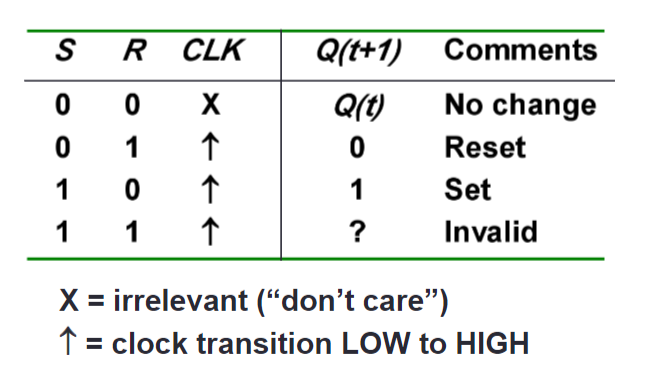 S R CLK Q(t+1) Comments
0 0 X Q(t) No change
0 1 ↑ 0 Reset
1 0 ↑ 1 Set
1 1 ↑ ? Invalid
X = irrelevant (“don’t care”)
↑ = clock transition LOW to HIGH